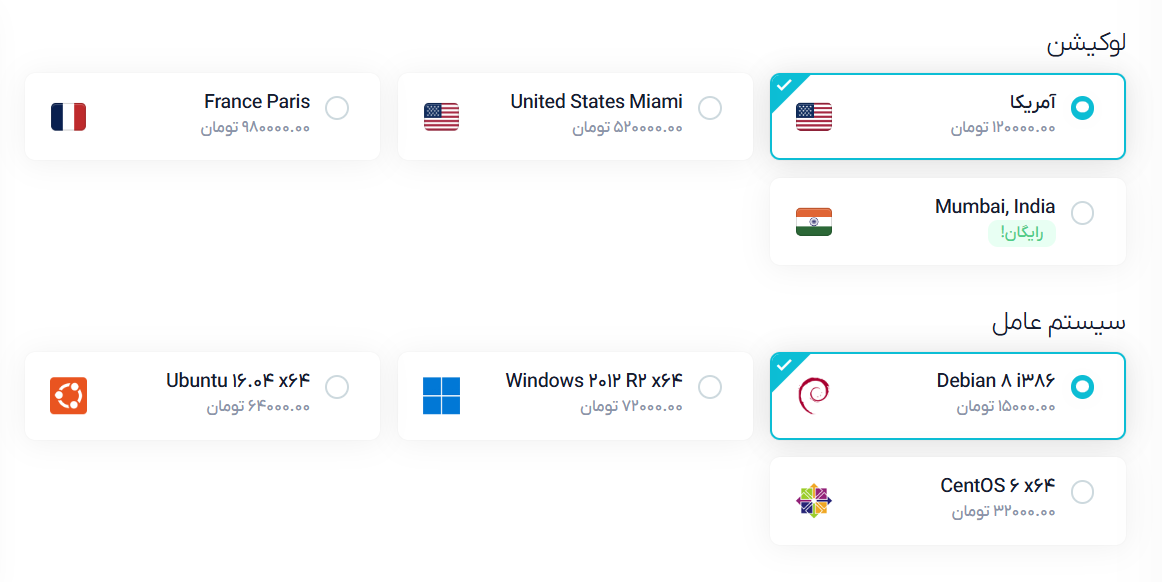 لوکیشن
آمریکا
۱۲۰۰۰۰.۰۰ تومان
United States Miami
۵۲۰۰۰۰.۰۰ تومان
France Paris
۹۸۰۰۰۰.۰۰ تومان
Mumbai, India
رایگان!
سیستم عامل
Debian ۸ i۳۸۶
۱۵۰۰۰.۰۰ تومان
Windows ۲۰۱۲ R۲ x۶۴
۷۲۰۰۰.۰۰ تومان
Ubuntu ۱۶.۰۴ x۶۴
۶۴۰۰۰.۰۰ تومان
CentOS ۶ x۶۴
۳۲۰۰۰.۰۰ تومان